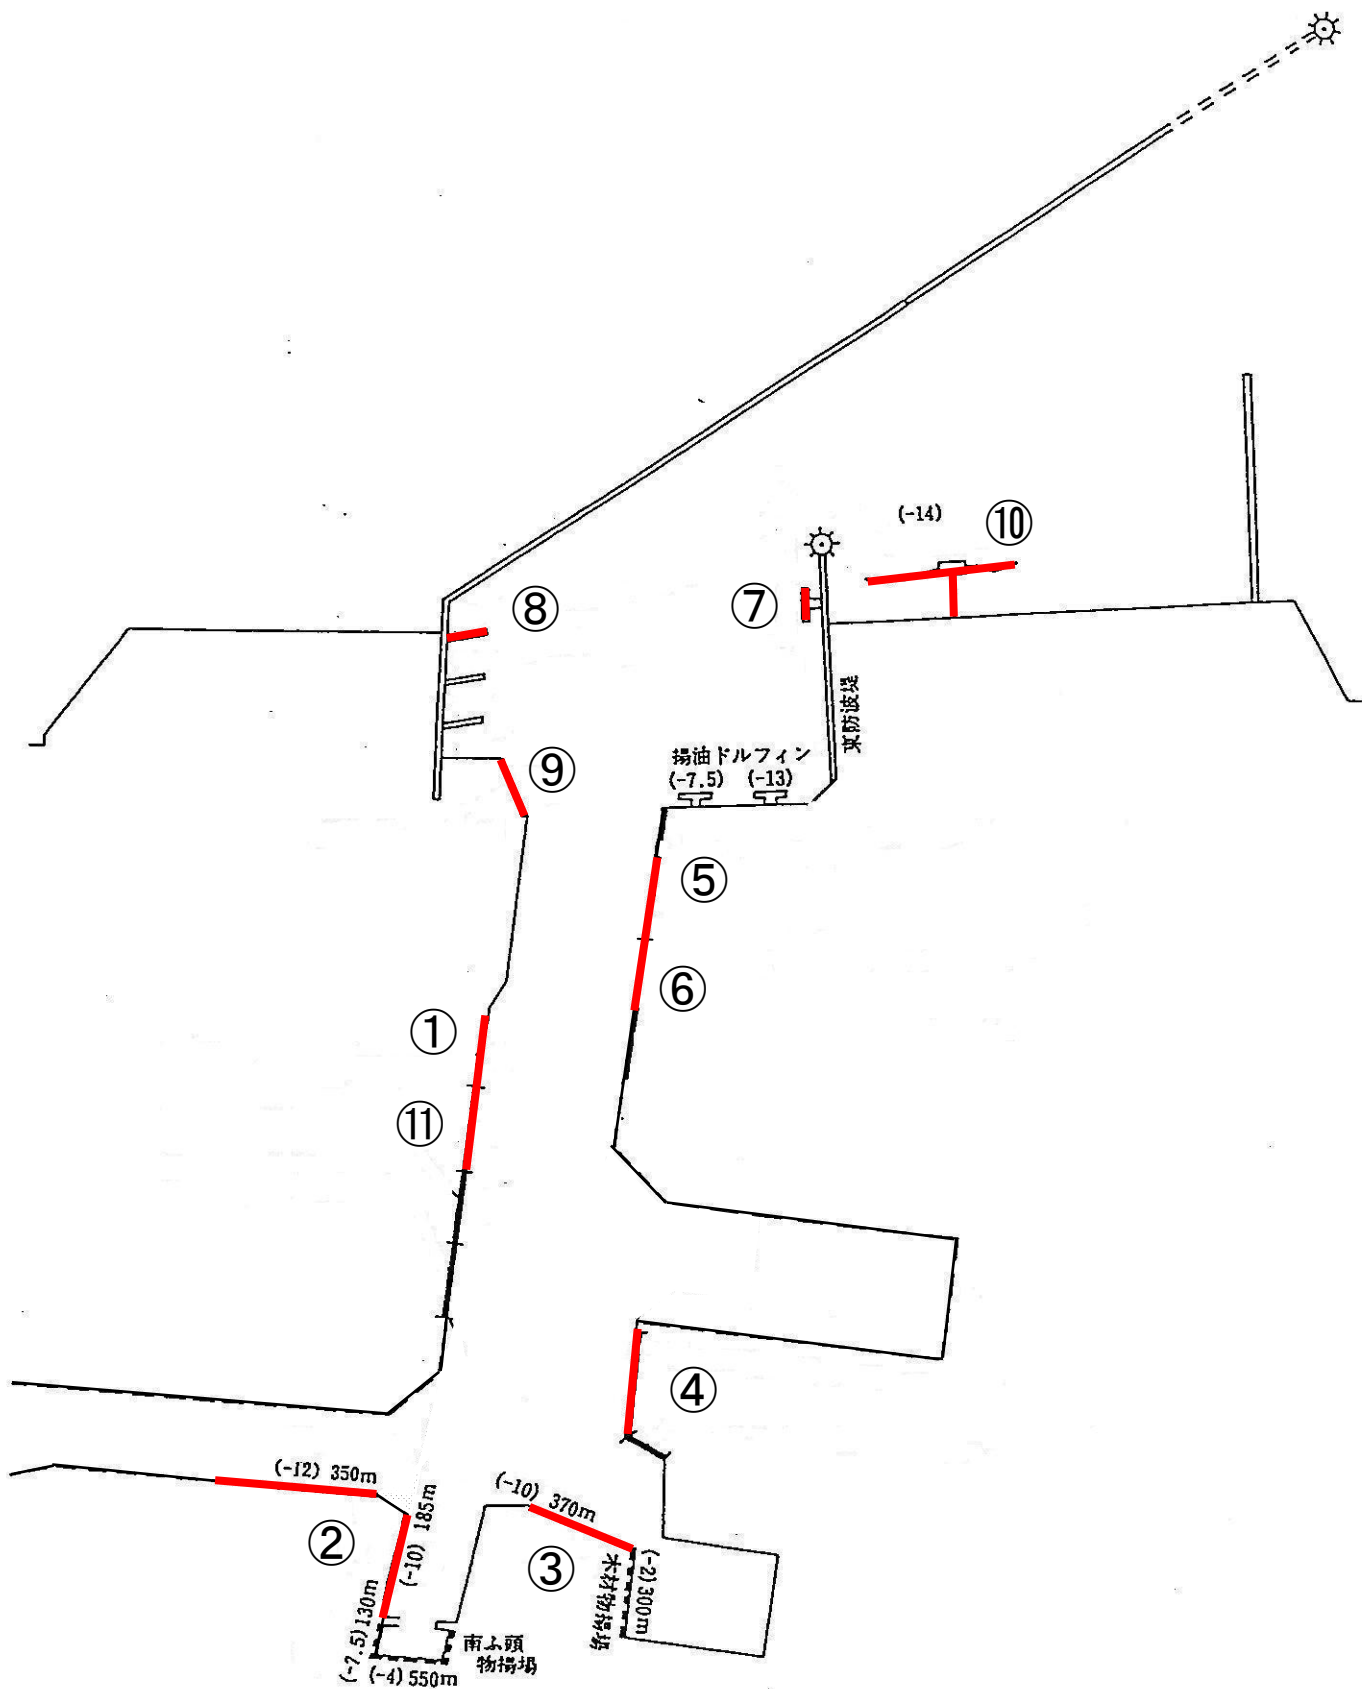 (-14)
⑩
⑧
⑦
東防波堤
⑨
揚油ドルフィン
(-7.5)
(-13)
⑤
⑥
①
⑪
④
(-12) 350m
(-10) 185m
②
(-10) 370m
③
(-2)300m
木材物揚場
(-7.5)130m
(-4)550m
南ふ頭
物揚場